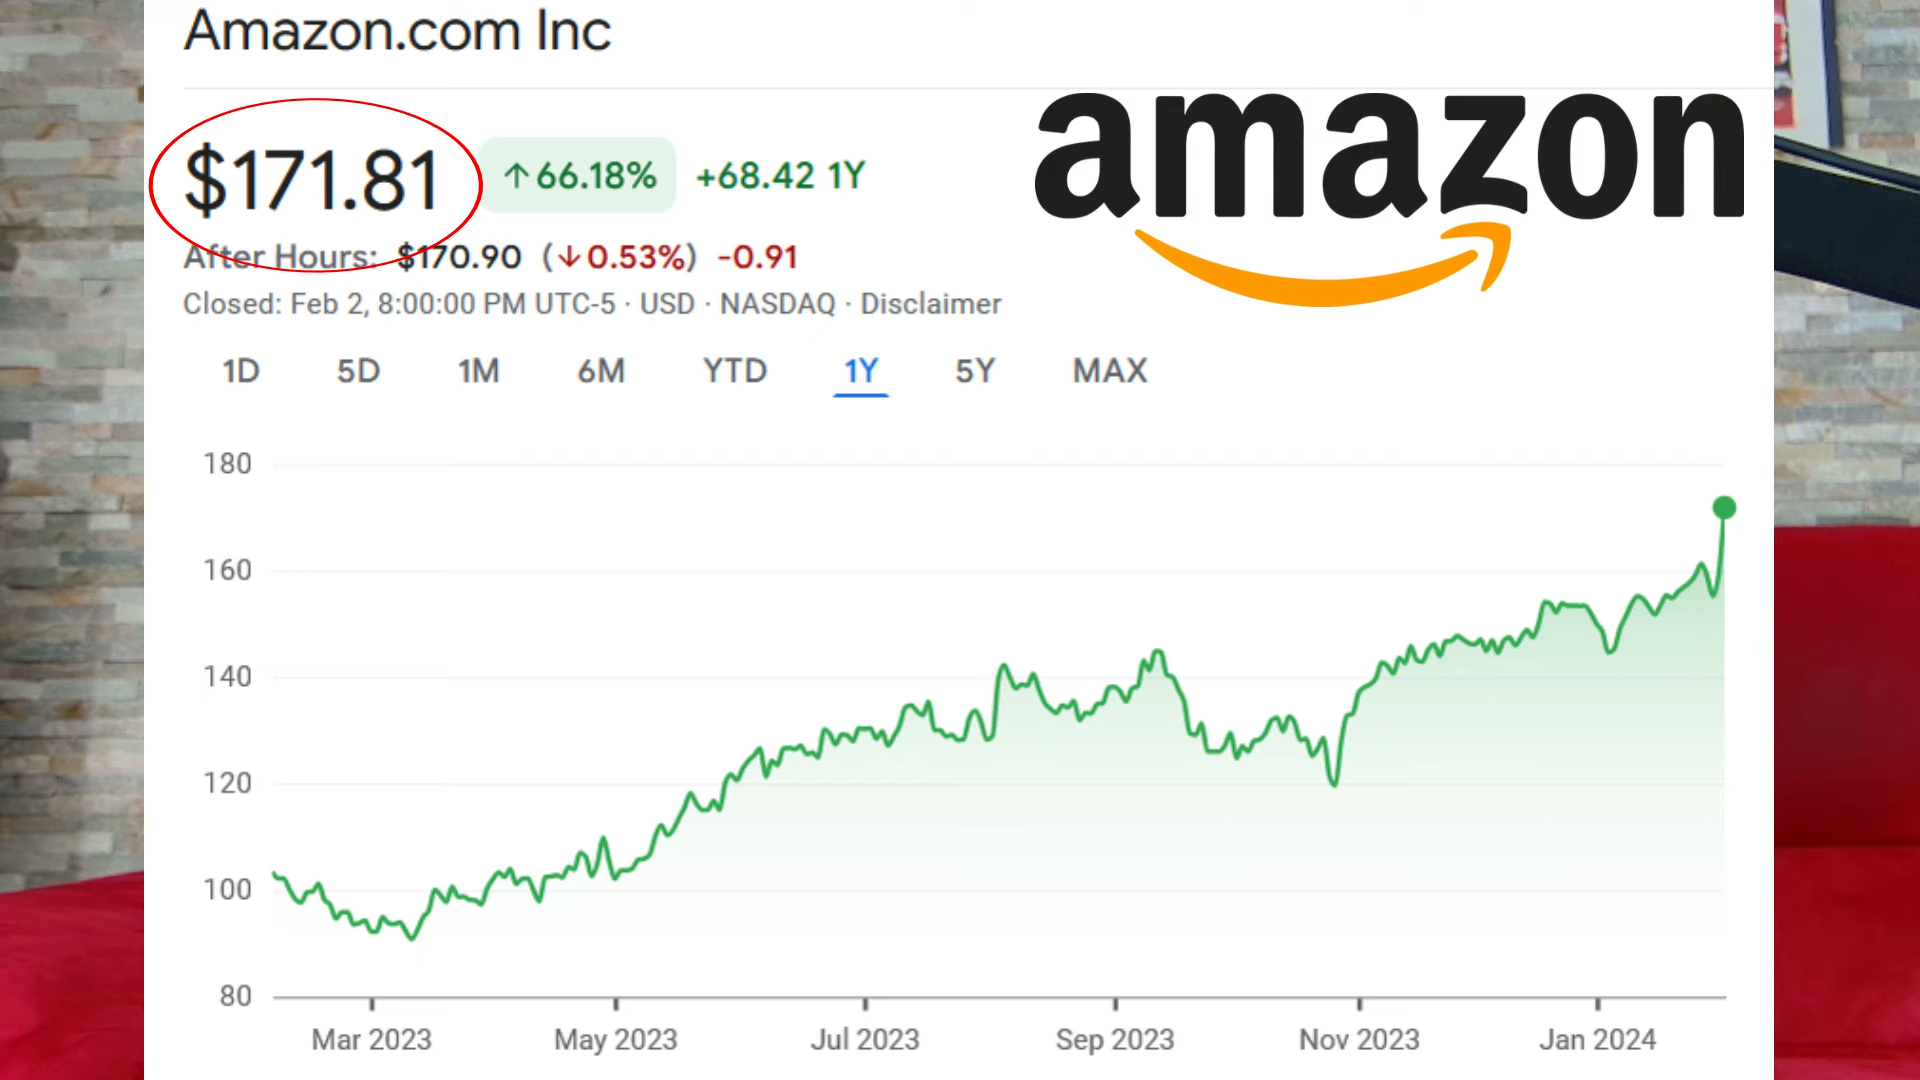 Amazon.com Inc
amazon
$171.81 ↑66.18% +68.42 1Y
After Hours: $170.90 (↓0.53%) -0.91
Closed: Feb 2, 8:00:00 PM UTC-5 · USD · NASDAQ · Disclaimer
1D 5D 1M 6M YTD 1Y 5Y MAX
180
160
140
120
100
80
Mar 2023 May 2023 Jul 2023 Sep 2023 Nov 2023 Jan 2024